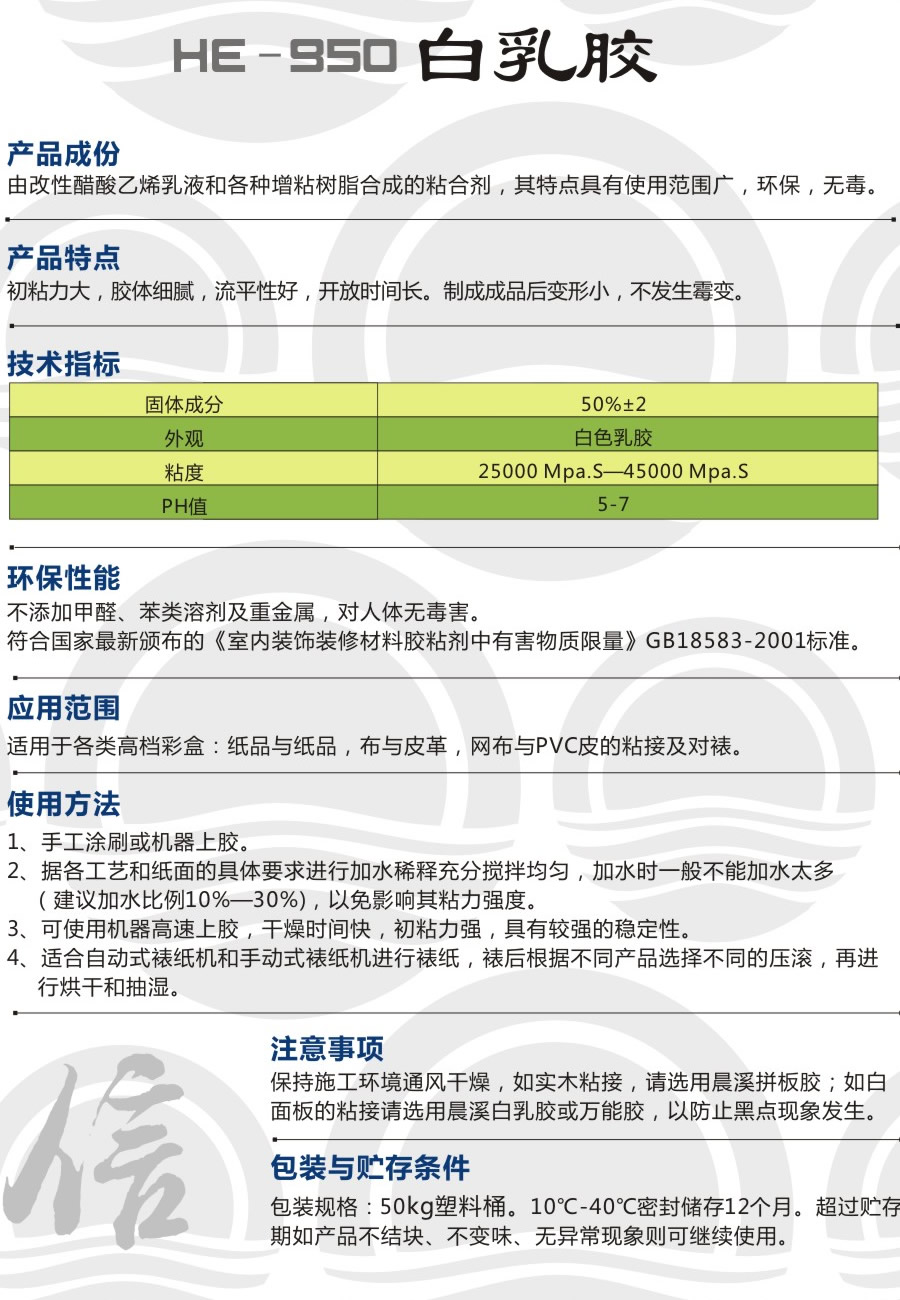 HE-950 白乳胶
产品成份
由改性醋酸乙烯乳液和各种增粘树脂合成的粘合剂，其特点具有使用范围广，环保，无毒。
产品特点
初粘力大，胶体细腻，流平性好，开放时间长。制成成品后变形小，不发生霉变。
技术指标
固体成分 50%±2
外观 白色乳胶
粘度 25000 Mpa.S—45000 Mpa.S
PH值 5-7
环保性能
不添加甲醛、苯类溶剂及重金属，对人体无毒害。
符合国家最新颁布的《室内装饰装修材料胶粘剂中有害物质限量》GB18583-2001标准。
应用范围
适用于各类高档彩盒：纸品与纸品，布与皮革，网布与PVC皮的粘接及对裱。
使用方法
1、手工涂刷或机器上胶。
2、据各工艺和纸面的具体要求进行加水稀释充分搅拌均匀，加水时一般不能加水太多
（建议加水比例10%—30%)，以免影响其粘力强度。
3、可使用机器高速上胶，干燥时间快，初粘力强，具有较强的稳定性。
4、适合自动式裱纸机和手动式裱纸机进行裱纸，裱后根据不同产品选择不同的压滚，再进
行烘干和抽湿。
注意事项
保持施工环境通风干燥，如实木粘接，请选用晨溪拼板胶；如白
面板的粘接请选用晨溪白乳胶或万能胶，以防止黑点现象发生。
信
包装与贮存条件
包装规格：50kg塑料桶。10℃-40℃密封储存12个月。超过贮存
期如产品不结块、不变味、无异常现象则可继续使用。